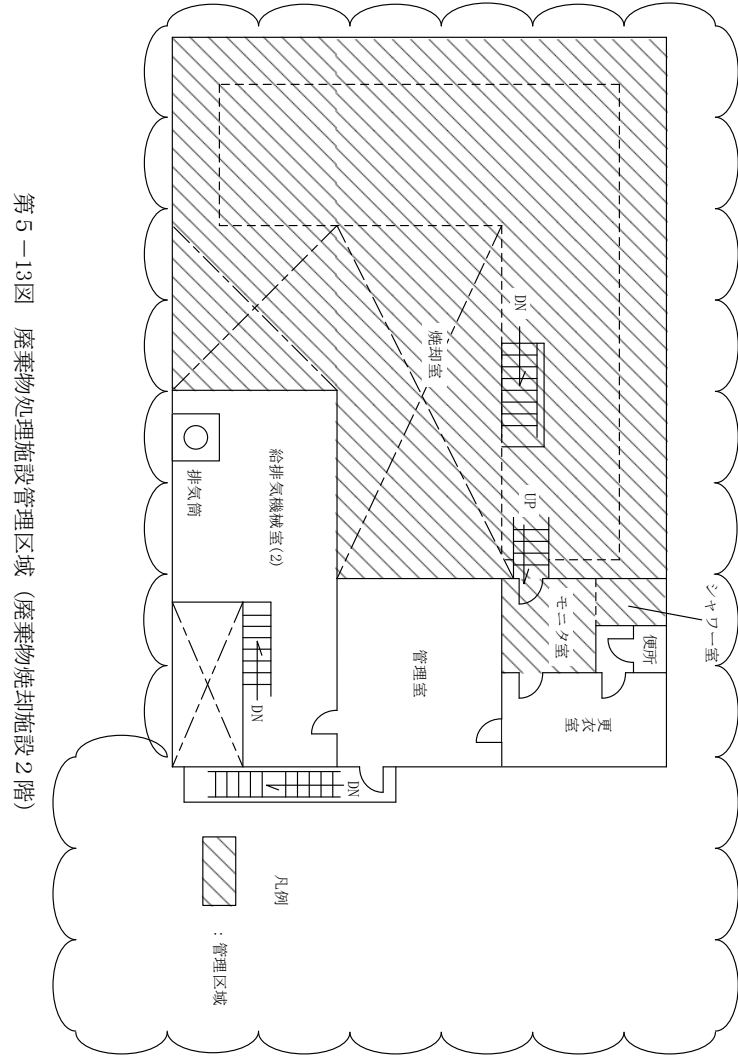 シャワー室
便所
更衣室
モニタ室
UP
DN
焼却室
管理室
DN
給排気機械室(2)
DN
排気筒
凡例
：管理区域
第５－13図　廃棄物処理施設管理区域（廃棄物焼却施設２階）